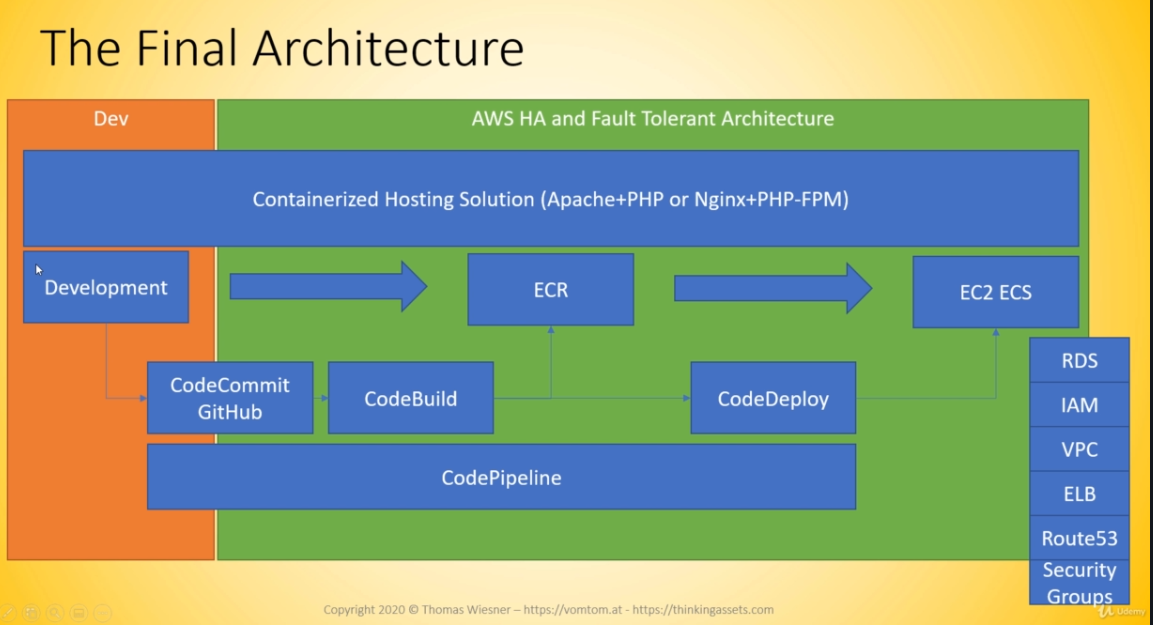 The Final Architecture
Dev
AWS HA and Fault Tolerant Architecture
Containerized Hosting Solution (Apache+PHP or Nginx+PHP-FPM)
Development
ECR
EC2 ECS
CodeCommit
GitHub
CodeBuild
CodeDeploy
CodePipeline
RDS
IAM
VPC
ELB
Route53
Security
Groups
Copyright 2020 © Thomas Wiesner – https://vomtom.at - https://thinkingassets.com
Udemy